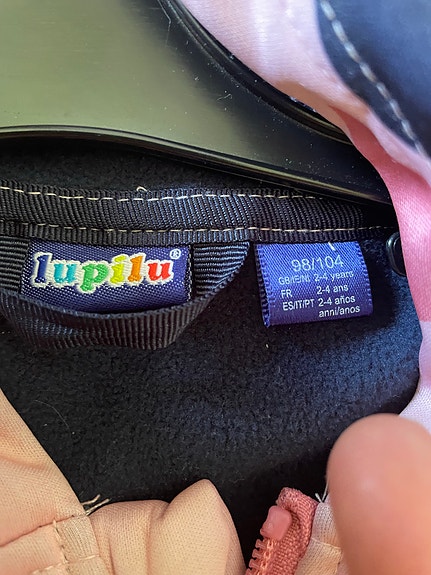 lupilu®
98/104
GB/IE/NI 2-4 years
FR 2-4 ans
ES/IT/PT 2-4 años
anni/anos